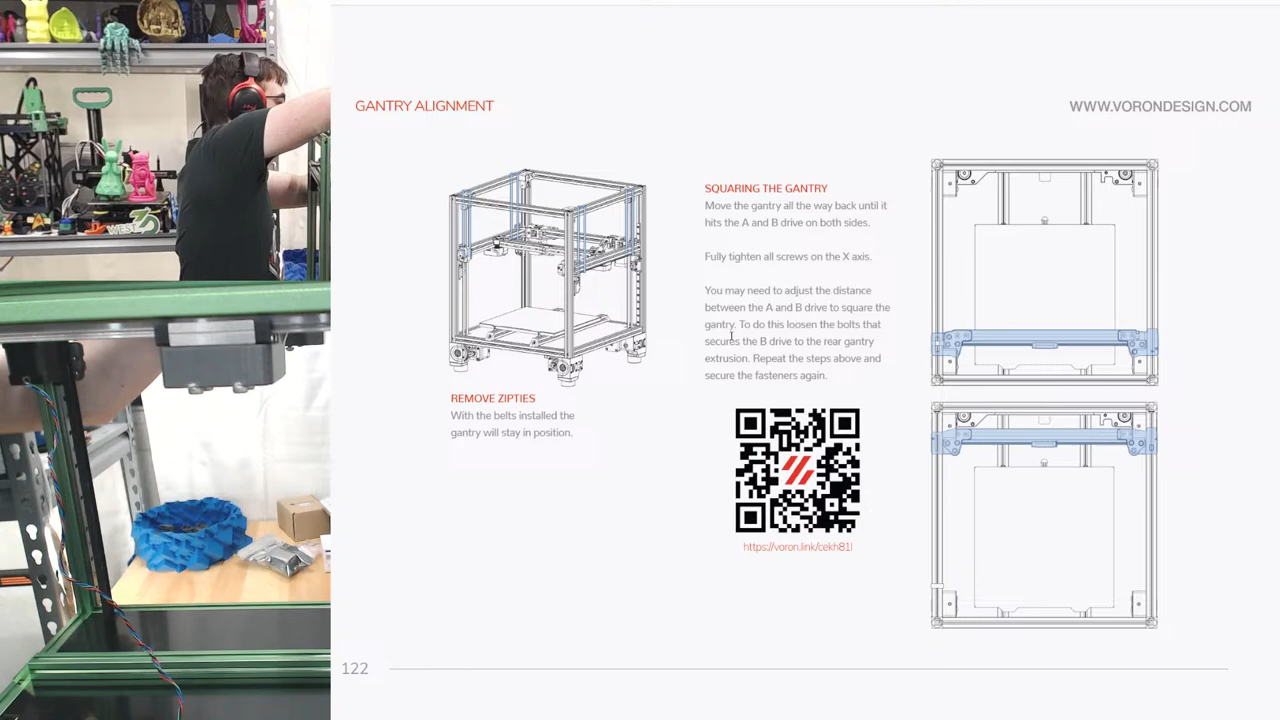 GANTRY ALIGNMENT
WWW.VORONDESIGN.COM
SQUARING THE GANTRY
Move the gantry all the way back until it
hits the A and B drive on both sides.
Fully tighten all screws on the X axis.
You may need to adjust the distance
between the A and B drive to square the
gantry. To do this loosen the bolts that
secures the B drive to the rear gantry
extrusion. Repeat the steps above and
secure the fasteners again.
REMOVE ZIPTIES
With the belts installed the
gantry will stay in position.
WEST3D
122